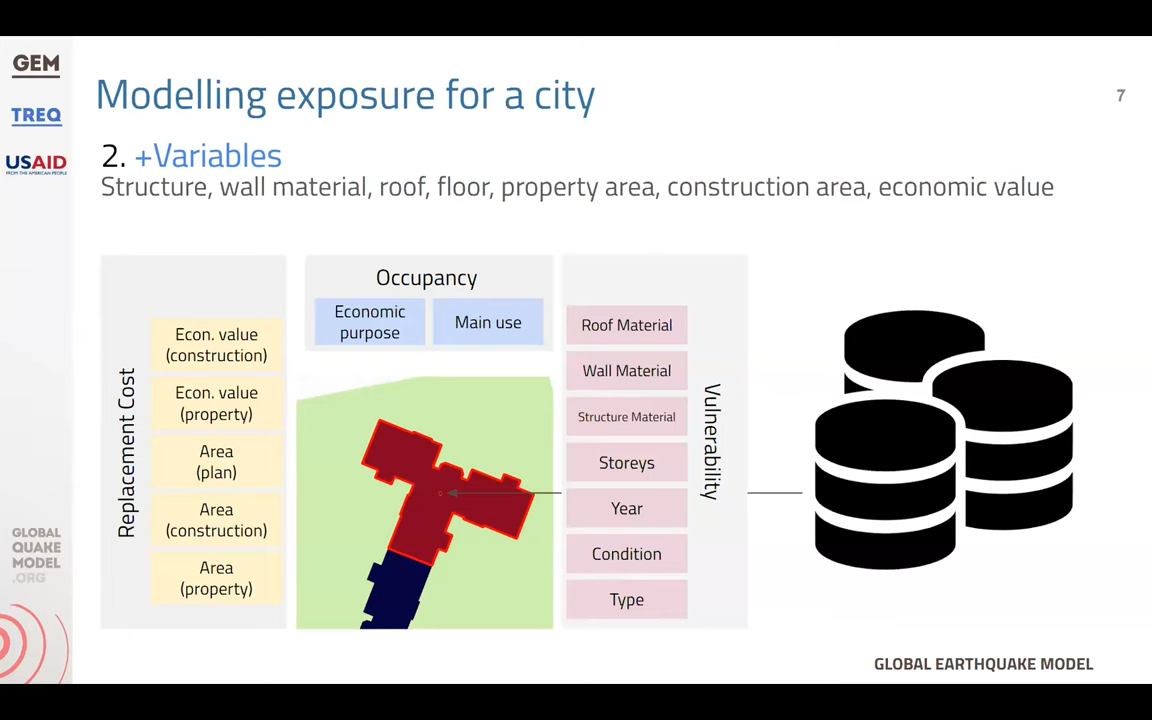 GEM
TREQ
USAID
FROM THE AMERICAN PEOPLE
Modelling exposure for a city
7
2. +Variables
Structure, wall material, roof, floor, property area, construction area, economic value
Replacement Cost
Econ. value
(construction)
Econ. value
(property)
Area
(plan)
Area
(construction)
Area
(property)
Occupancy
Economic
purpose
Main use
Roof Material
Wall Material
Structure Material
Storeys
Year
Condition
Type
Vulnerability
GLOBAL
QUAKE
MODEL
.ORG
GLOBAL EARTHQUAKE MODEL